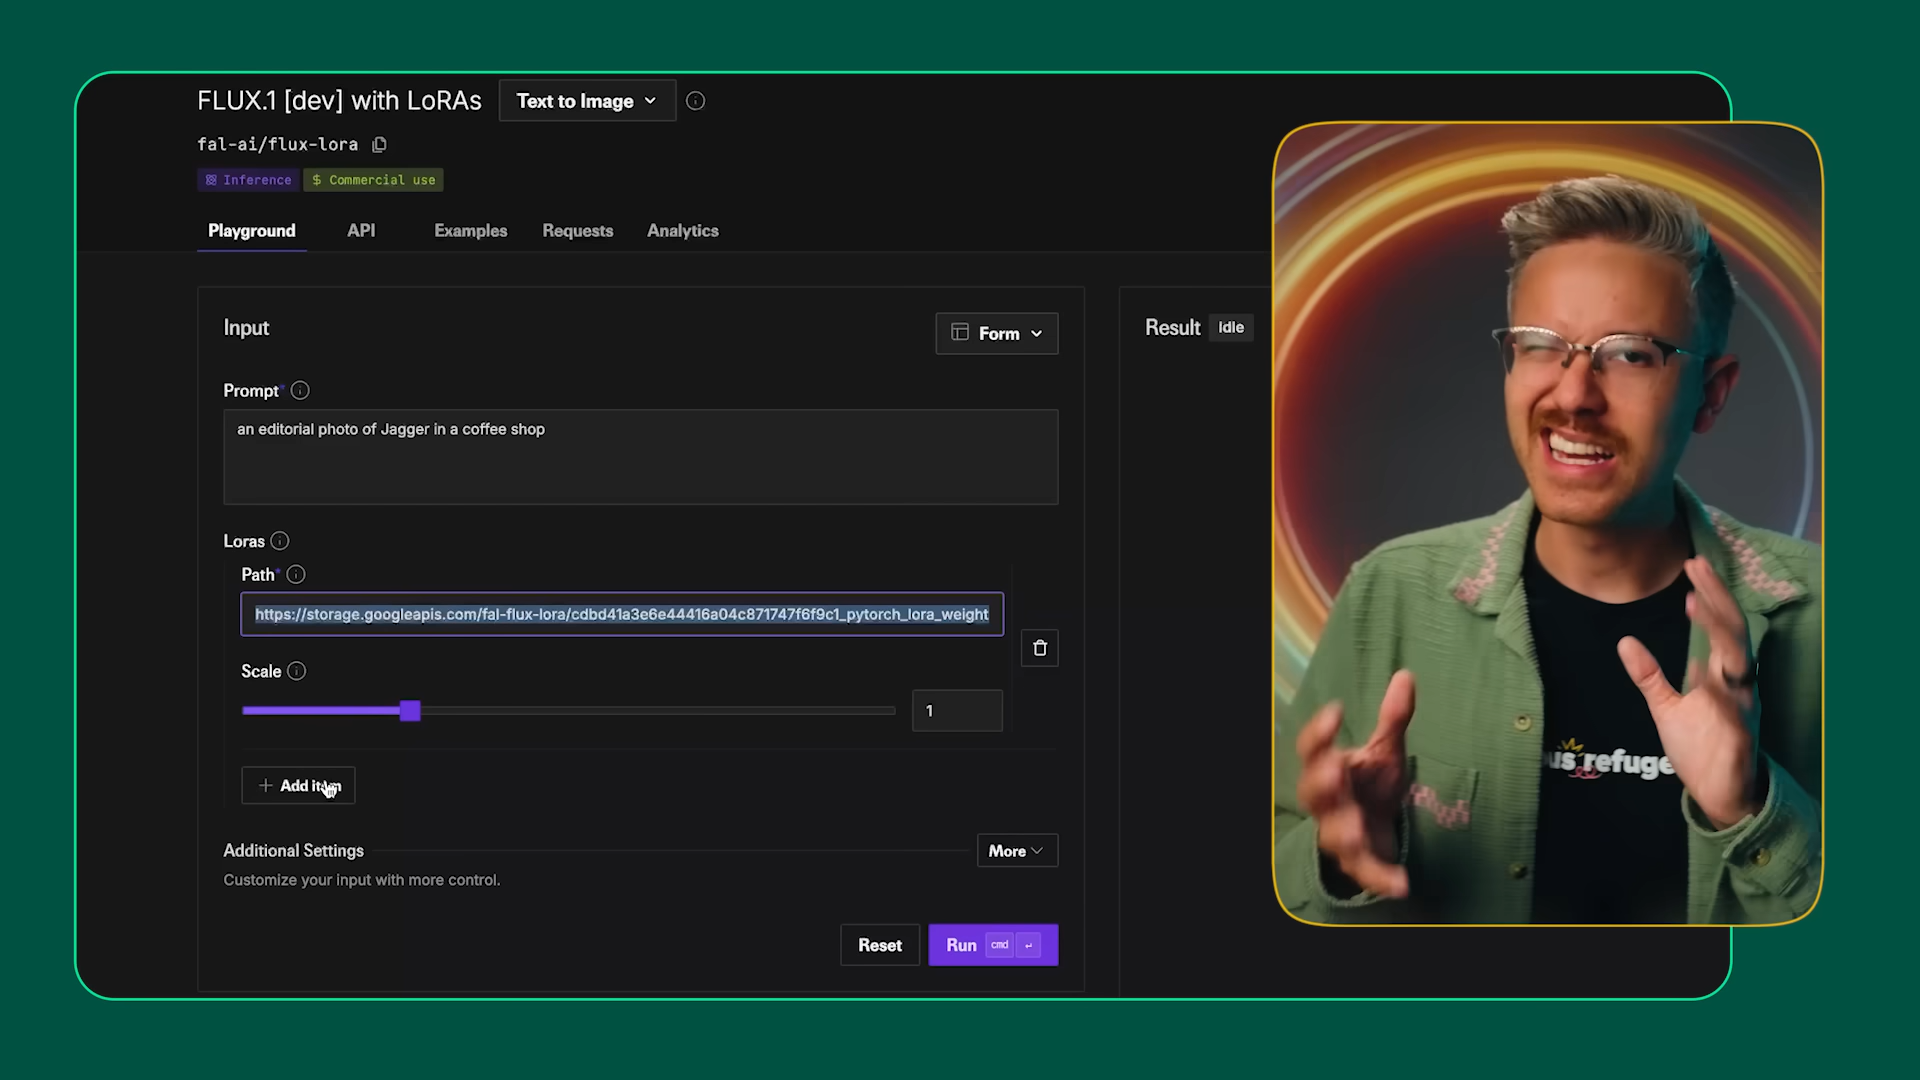 FLUX.1 [dev] with LoRAs
Text to Image
fal-ai/flux-lora
Inference
$ Commercial use
Playground
API
Examples
Requests
Analytics
Input
Form
Result
Idle
Prompt*
an editorial photo of Jagger in a coffee shop
Loras
Path*
https://storage.googleapis.com/fal-flux-lora/cdbd41a3e6e44416a04c871747f6f9c1_pytorch_lora_weight
Scale
1
+ Add item
Additional Settings
More
Customize your input with more control.
Reset
Run
cmd
us refuge